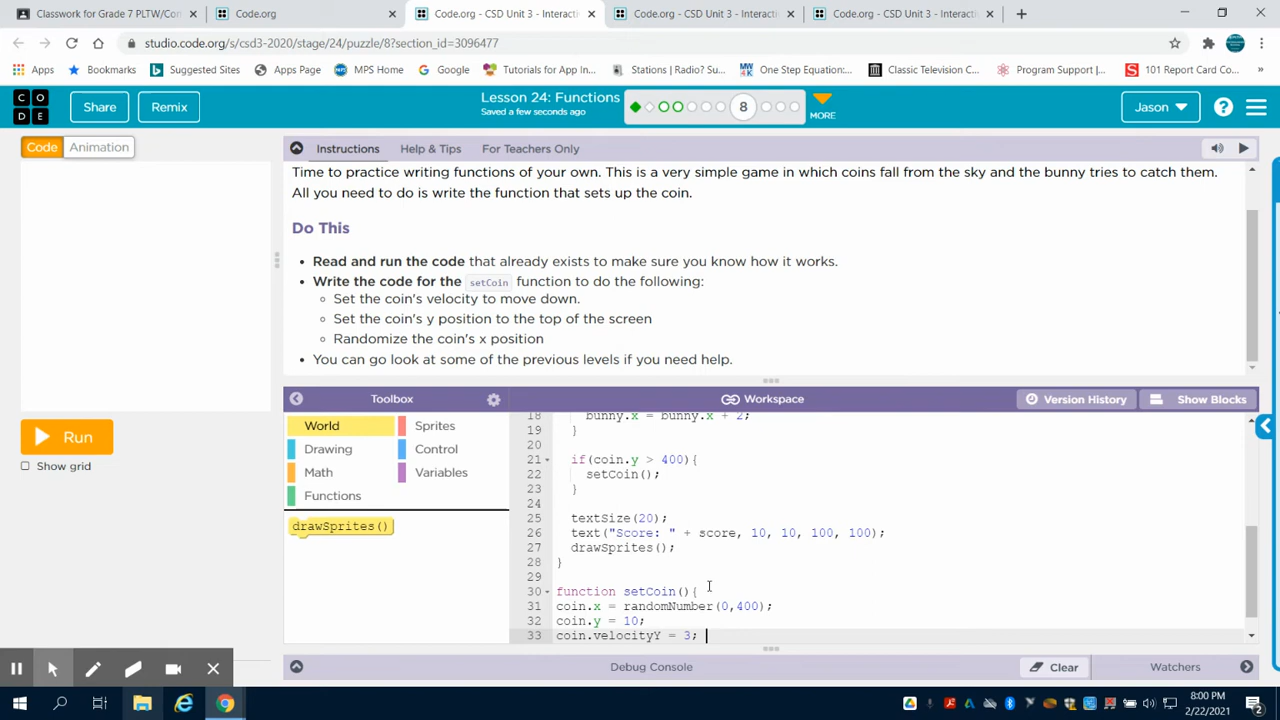 Classwork for Grade 7 PLTW/Con
Code.org
Code.org - CSD Unit 3 - Interacti
Code.org - CSD Unit 3 - Interacti
Code.org - CSD Unit 3 - Interacti
studio.code.org/s/csd3-2020/stage/24/puzzle/8?section_id=3096477
Apps
Bookmarks
Suggested Sites
Apps Page
MPS Home
Google
Tutorials for App In...
Stations | Radio? Su...
One Step Equation:...
Classic Television C...
Program Support |...
101 Report Card Co...
C O
D E
Share
Remix
Lesson 24: Functions
Saved a few seconds ago
8
MORE
Jason
Code
Animation
Instructions
Help & Tips
For Teachers Only
Time to practice writing functions of your own. This is a very simple game in which coins fall from the sky and the bunny tries to catch them.
All you need to do is write the function that sets up the coin.
Do This
• Read and run the code that already exists to make sure you know how it works.
• Write the code for the setCoin function to do the following:
Set the coin's velocity to move down.
Set the coin's y position to the top of the screen
Randomize the coin's x position
• You can go look at some of the previous levels if you need help.
Toolbox
Workspace
Version History
Show Blocks
Run
Show grid
World
Sprites
Drawing
Control
Math
Variables
Functions
drawSprites()
18 bunny.x = bunny.x + 2;
19 }
20
21 if(coin.y > 400){
22 setCoin();
23 }
24
25 textSize(20);
26 text("Score: " + score, 10, 10, 100, 100);
27 drawSprites();
28 }
29
30 function setCoin(){
31 coin.x = randomNumber(0,400);
32 coin.y = 10;
33 coin.velocityY = 3;
Debug Console
Clear
Watchers
8:00 PM
2/22/2021
2